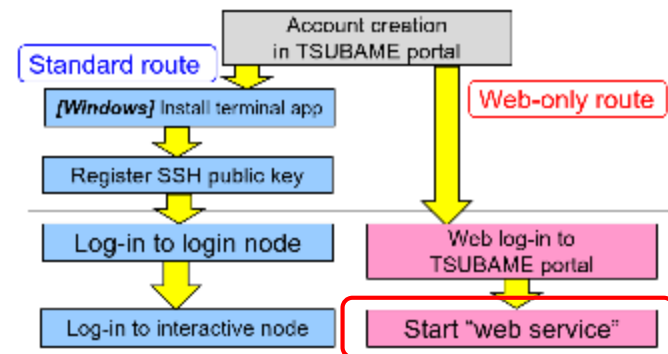 Account creation
in TSUBAME portal
Standard route
Web-only route
[Windows] Install terminal app
Register SSH public key
Log-in to login node
Web log-in to
TSUBAME portal
Log-in to interactive node
Start “web service”